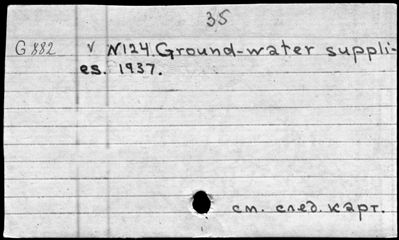 35
G 882 v N124. Ground-water suppli-
es. 1937.
см. след. карт.